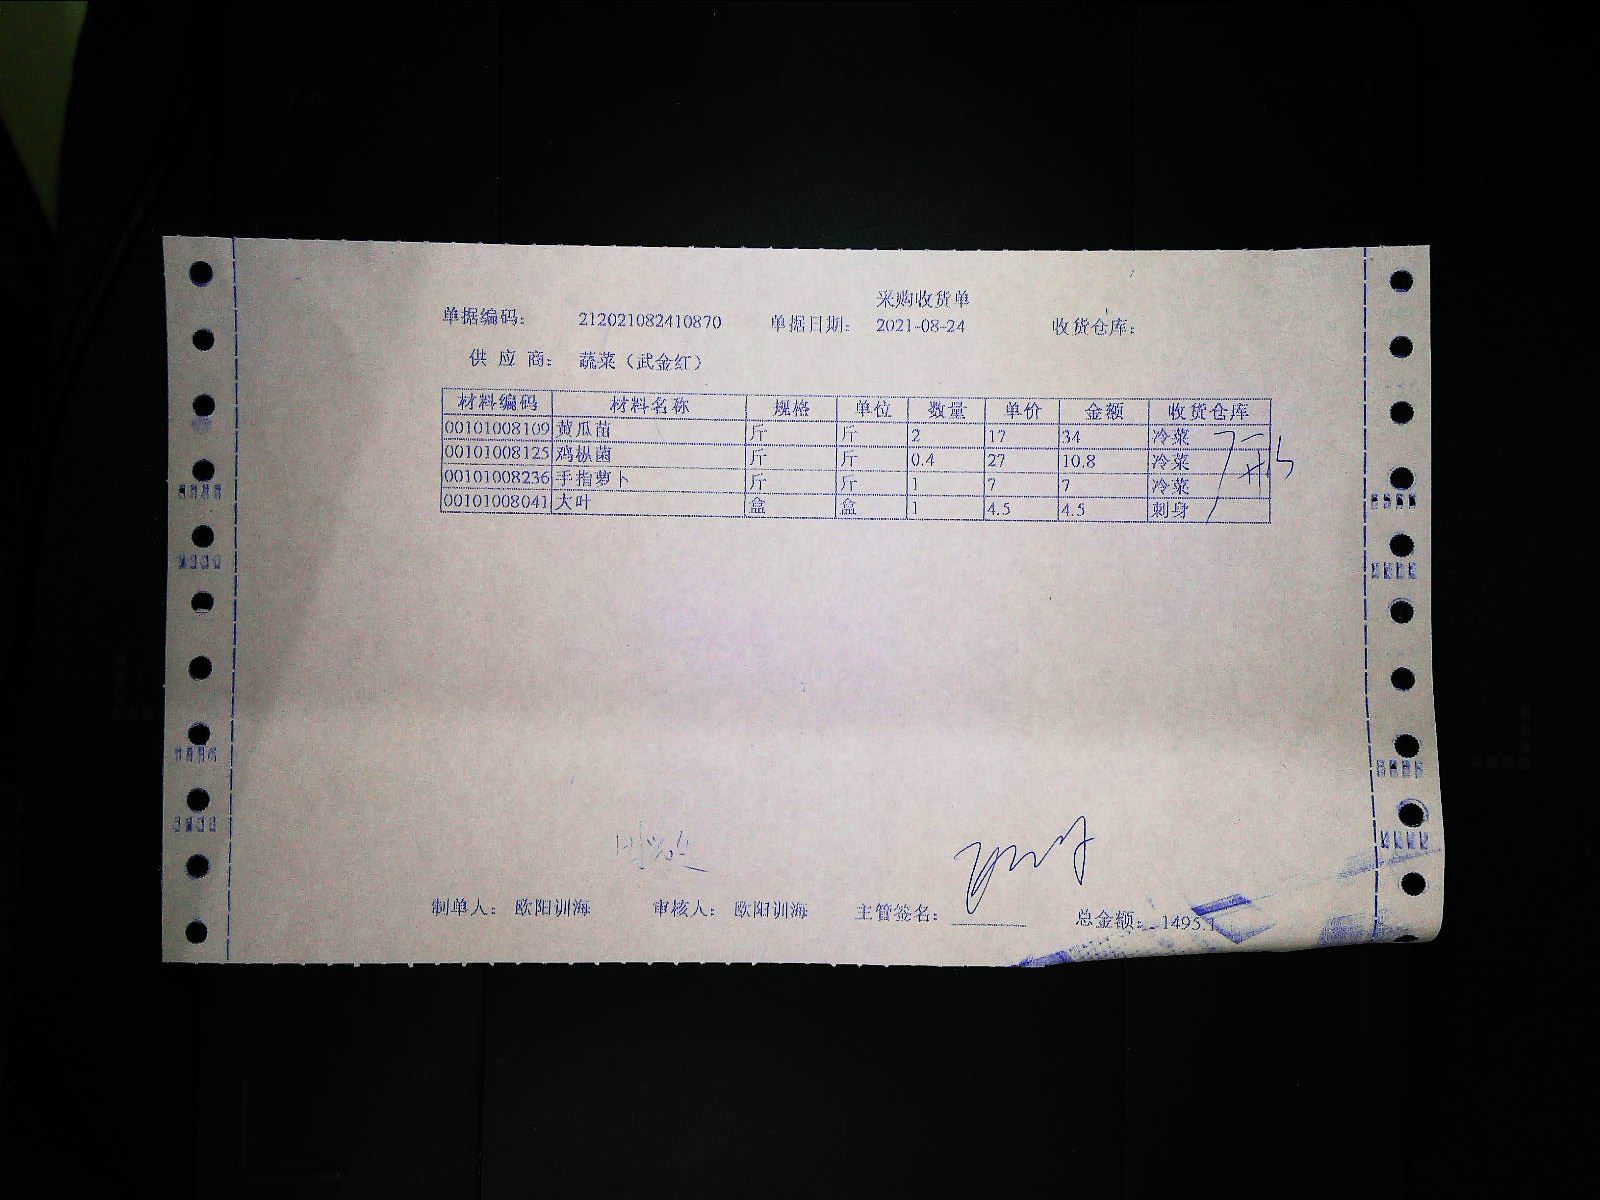 采购收货单
单据编码： 212021082410870 单据日期： 2021-08-24 收货仓库：
供 应 商： 蔬菜（武金红）
材料编码 材料名称 规格 单位 数量 单价 金额 收货仓库
00101008109 黄瓜苗 斤 斤 2 17 34 冷菜
00101008125 鸡枞菌 斤 斤 0.4 27 10.8 冷菜
00101008236 手指萝卜 斤 斤 1 7 7 冷菜
00101008041 大叶 盒 盒 1 4.5 4.5 刺身
制单人： 欧阳训海 审核人： 欧阳训海 主管签名： 总金额： 1495.1